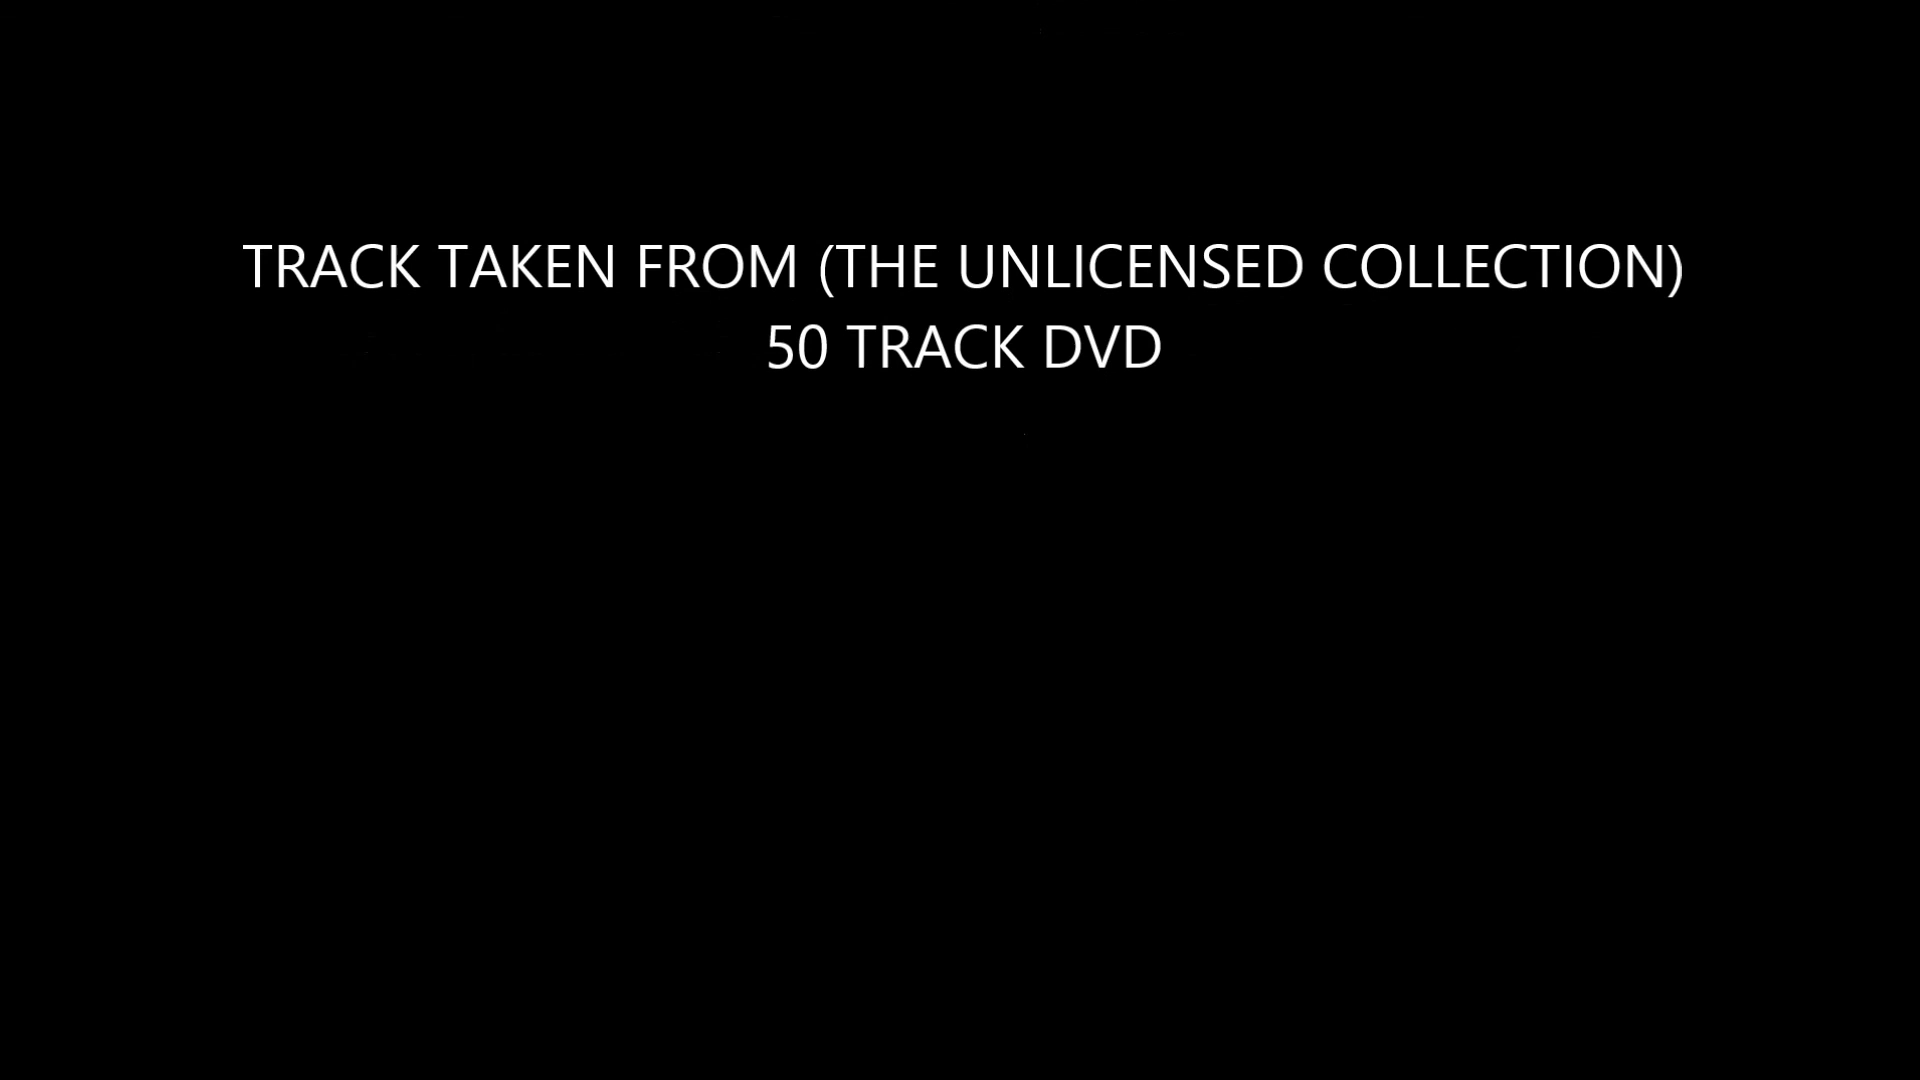 TRACK TAKEN FROM (THE UNLICENSED COLLECTION)
50 TRACK DVD